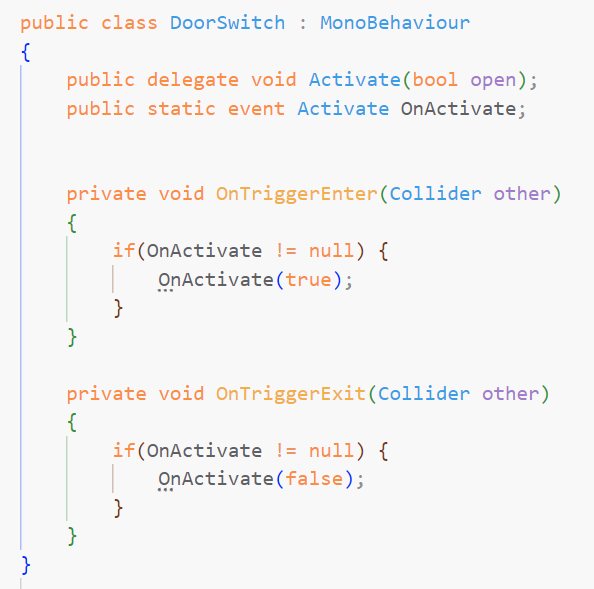 public class DoorSwitch : MonoBehaviour
{
public delegate void Activate(bool open);
public static event Activate OnActivate;
private void OnTriggerEnter(Collider other)
{
if(OnActivate != null) {
OnActivate(true);
}
}
private void OnTriggerExit(Collider other)
{
if(OnActivate != null) {
OnActivate(false);
}
}
}